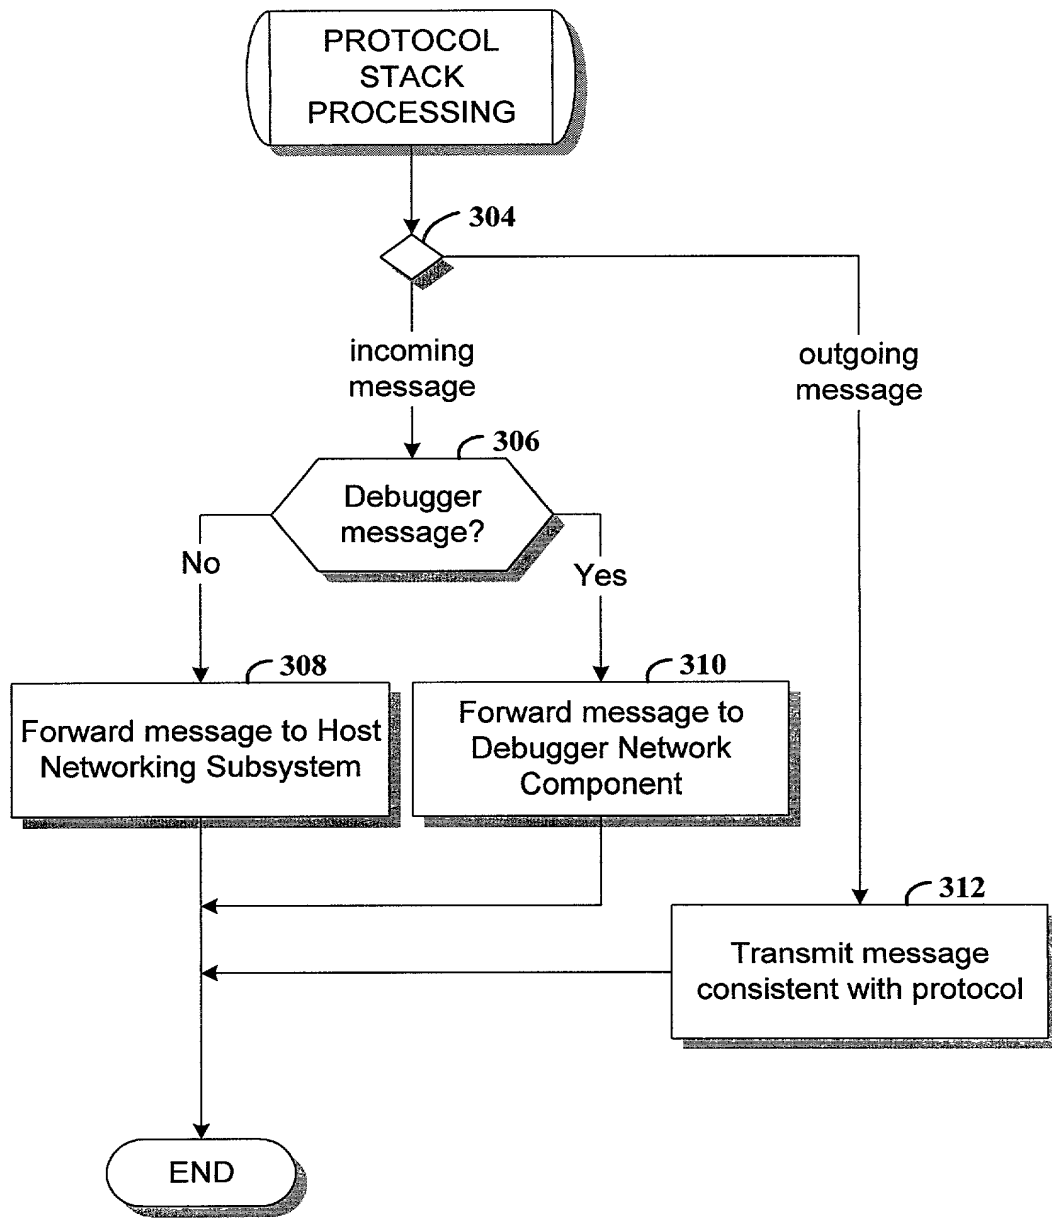 PROTOCOL
STACK
PROCESSING
304
incoming
message
outgoing
message
306
Debugger
message?
No
Yes
308
Forward message to Host
Networking Subsystem
310
Forward message to
Debugger Network
Component
312
Transmit message
consistent with protocol
END